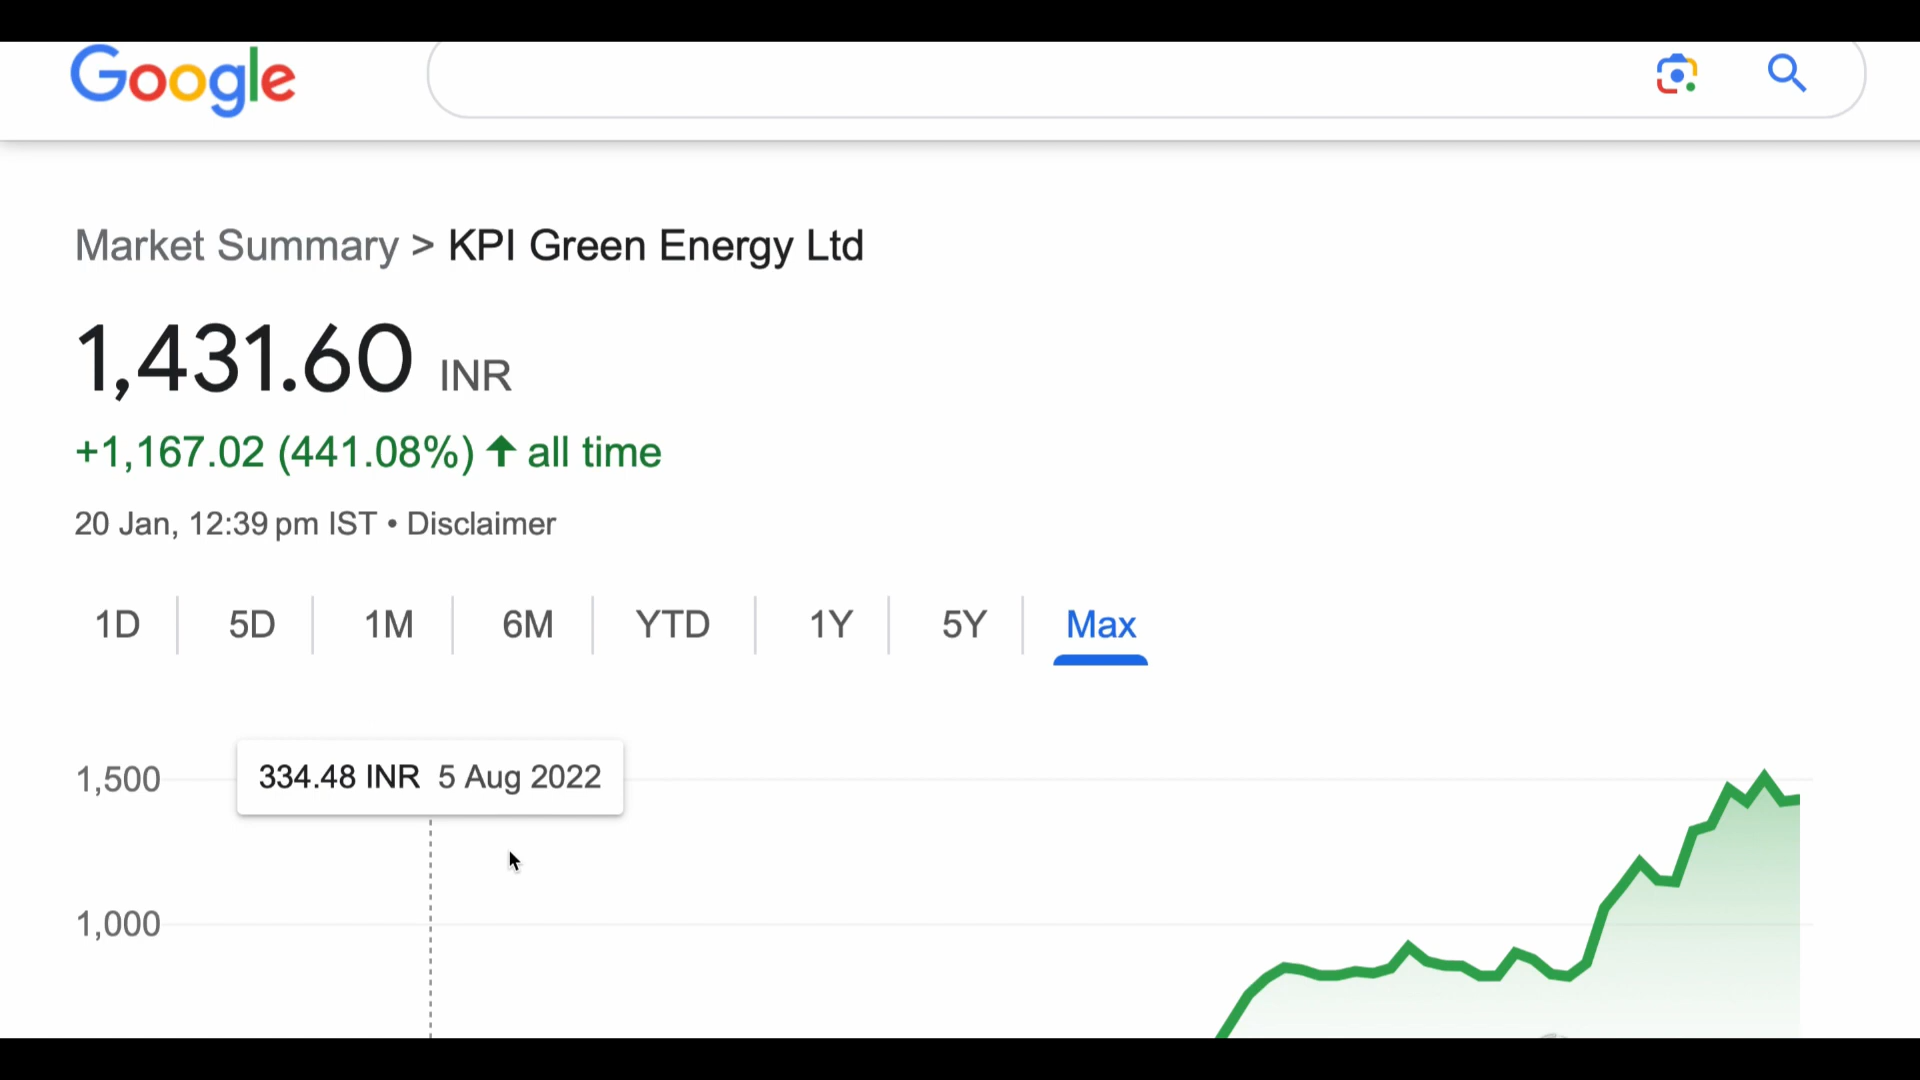 Google
Market Summary > KPI Green Energy Ltd
1,431.60 INR
+1,167.02 (441.08%) ↑ all time
20 Jan, 12:39 pm IST • Disclaimer
1D 5D 1M 6M YTD 1Y 5Y Max
334.48 INR 5 Aug 2022
1,500
1,000